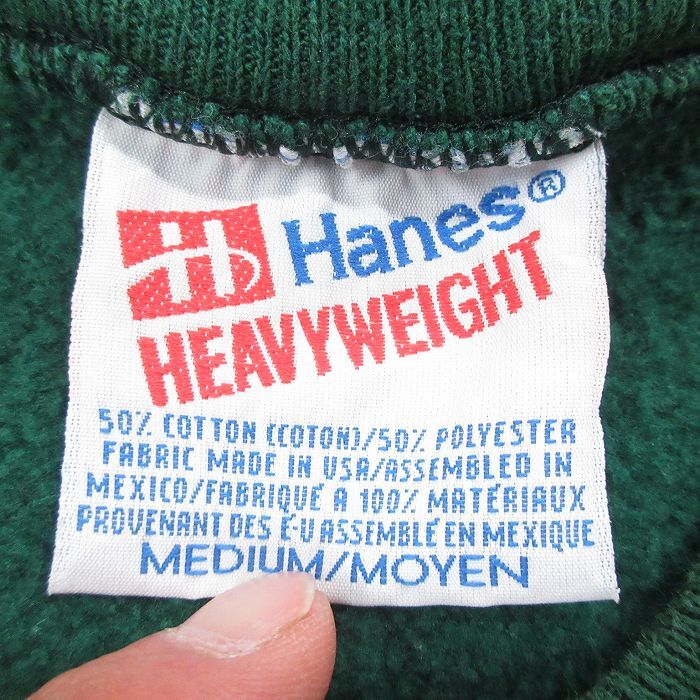 Hanes®
HEAVYWEIGHT
50% COTTON (COTON)/50% POLYESTER
FABRIC MADE IN USA/ASSEMBLED IN
MEXICO/FABRIQUÉ A 100% MATÉRIAUX
PROVENANT DES É-U ASSEMBLÉ EN MEXIQUE
MEDIUM/MOYEN